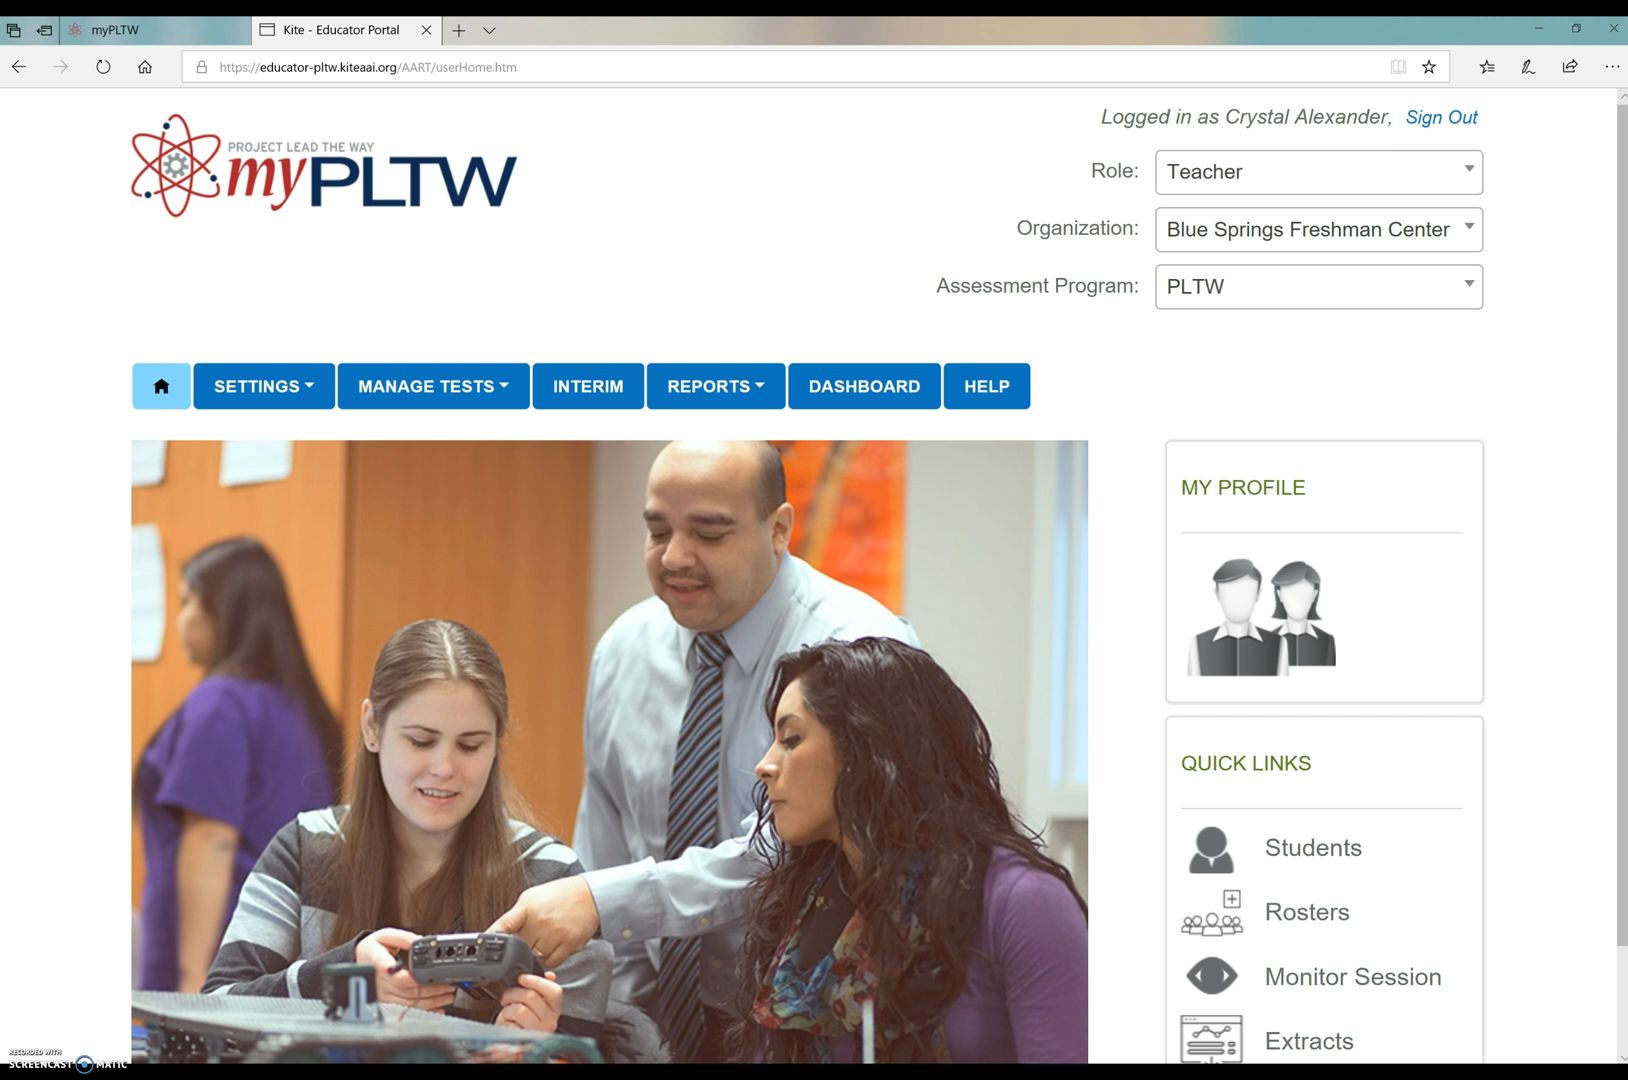 myPLTW
Kite - Educator Portal
https://educator-pltw.kiteaai.org/AART/userHome.htm
Logged in as Crystal Alexander, Sign Out
PROJECT LEAD THE WAY
myPLTW
Role: Teacher
Organization: Blue Springs Freshman Center
Assessment Program: PLTW
SETTINGS MANAGE TESTS INTERIM REPORTS DASHBOARD HELP
MY PROFILE
QUICK LINKS
Students
Rosters
Monitor Session
Extracts
RECORDED WITH
SCREENCAST MATIC